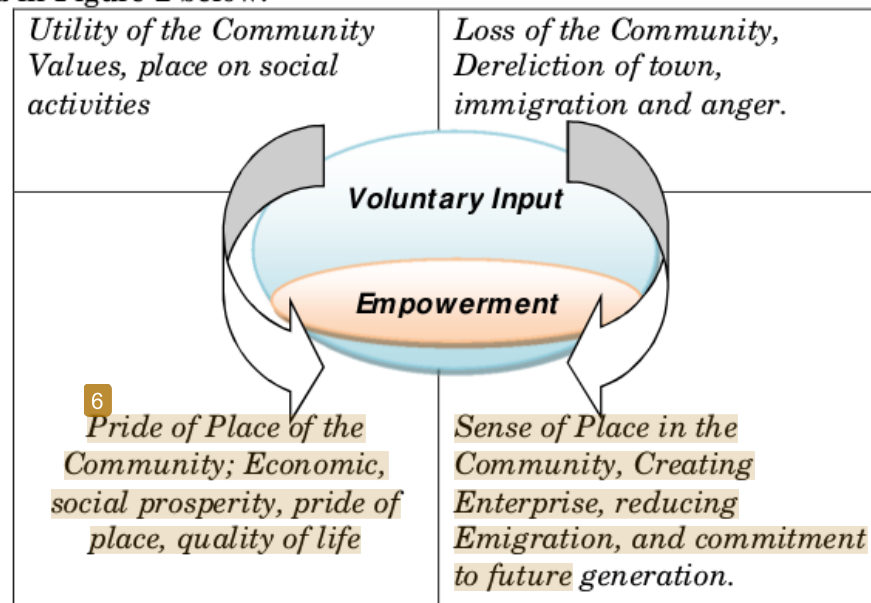 Utility of the Community
Values, place on social
activities
Loss of the Community,
Dereliction of town,
immigration and anger.
Voluntary Input
Empowerment
6
Pride of Place of the
Community; Economic,
social prosperity, pride of
place, quality of life
Sense of Place in the
Community, Creating
Enterprise, reducing
Emigration, and commitment
to future generation.